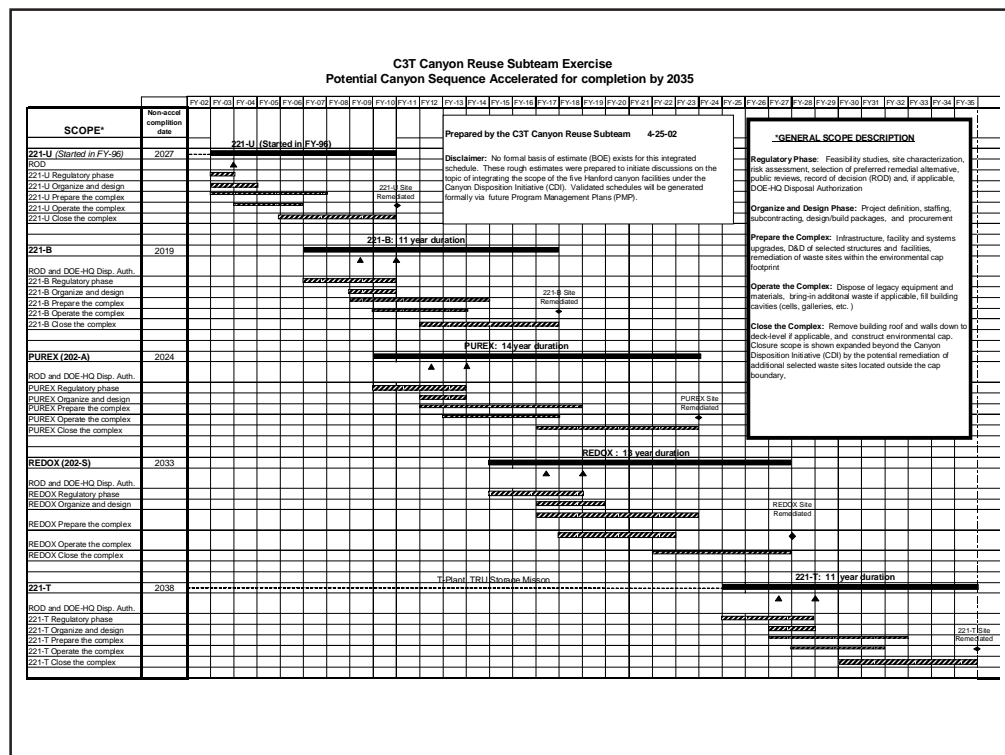 C3T Canyon Reuse Subteam Exercise
Potential Canyon Sequence Accelerated for completion by 2035
SCOPE*
Non-accel
complition
date
FY-02 FY-03 FY-04 FY-05 FY-06 FY-07 FY-08 FY-09 FY-10 FY-11 FY12 FY-13 FY-14 FY-15 FY-16 FY-17 FY-18 FY-19 FY-20 FY-21 FY-22 FY-23 FY-24 FY-25 FY-26 FY-27 FY-28 FY-29 FY-30 FY31 FY-32 FY-33 FY-34 FY-35
221-U (Started in FY-96)
221-U (Started in FY-96) 2027
ROD
221-U Regulatory phase
221-U Organize and design
221-U Prepare the complex
221-U Operate the complex
221-U Close the complex
221-U Site
Remediated
Prepared by the C3T Canyon Reuse Subteam 4-25-02
Disclaimer: No formal basis of estimate (BOE) exists for this integrated
schedule. These rough estimates were prepared to initiate discussions on the
topic of integrating the scope of the five Hanford canyon facilities under the
Canyon Disposition Initiative (CDI). Validated schedules will be generated
formally via future Program Management Plans (PMP).
*GENERAL SCOPE DESCRIPTION
Regulatory Phase: Feasibility studies, site characterization,
risk assessment, selection of preferred remedial alternative,
public reviews, record of decision (ROD) and, if applicable,
DOE-HQ Disposal Authorization
Organize and Design Phase: Project definition, staffing,
subcontracting, design/build packages, and procurement
Prepare the Complex: Infrastructure, facility and systems
upgrades, D&D of selected structures and facilities,
remediation of waste sites within the environmental cap
footprint
Operate the Complex: Dispose of legacy equipment and
materials, bring-in additonal waste if applicable, fill building
cavities (cells, galleries, etc. )
Close the Complex: Remove building roof and walls down to
deck-level if applicable, and construct environmental cap.
Closure scope is shown expanded beyond the Canyon
Disposition Initiative (CDI) by the potential remediation of
additional selected waste sites located outside the cap
boundary,
221-B: 11 year duration
221-B 2019
ROD and DOE-HQ Disp. Auth.
221-B Regulatory phase
221-B Organize and design
221-B Prepare the complex
221-B Operate the complex
221-B Close the complex
221-B Site
Remediated
PUREX: 14 year duration
PUREX (202-A) 2024
ROD and DOE-HQ Disp. Auth.
PUREX Regulatory phase
PUREX Organize and design
PUREX Prepare the complex
PUREX Operate the complex
PUREX Close the complex
PUREX Site
Remediated
REDOX : 13 year duration
REDOX (202-S) 2033
ROD and DOE-HQ Disp. Auth.
REDOX Regulatory phase
REDOX Organize and design
REDOX Prepare the complex
REDOX Operate the complex
REDOX Close the complex
REDOX Site
Remediated
T-Plant TRU Storage Misson
221-T: 11 year duration
221-T 2038
ROD and DOE-HQ Disp. Auth.
221-T Regulatory phase
221-T Organize and design
221-T Prepare the complex
221-T Operate the complex
221-T Close the complex
221-T Site
Remediated